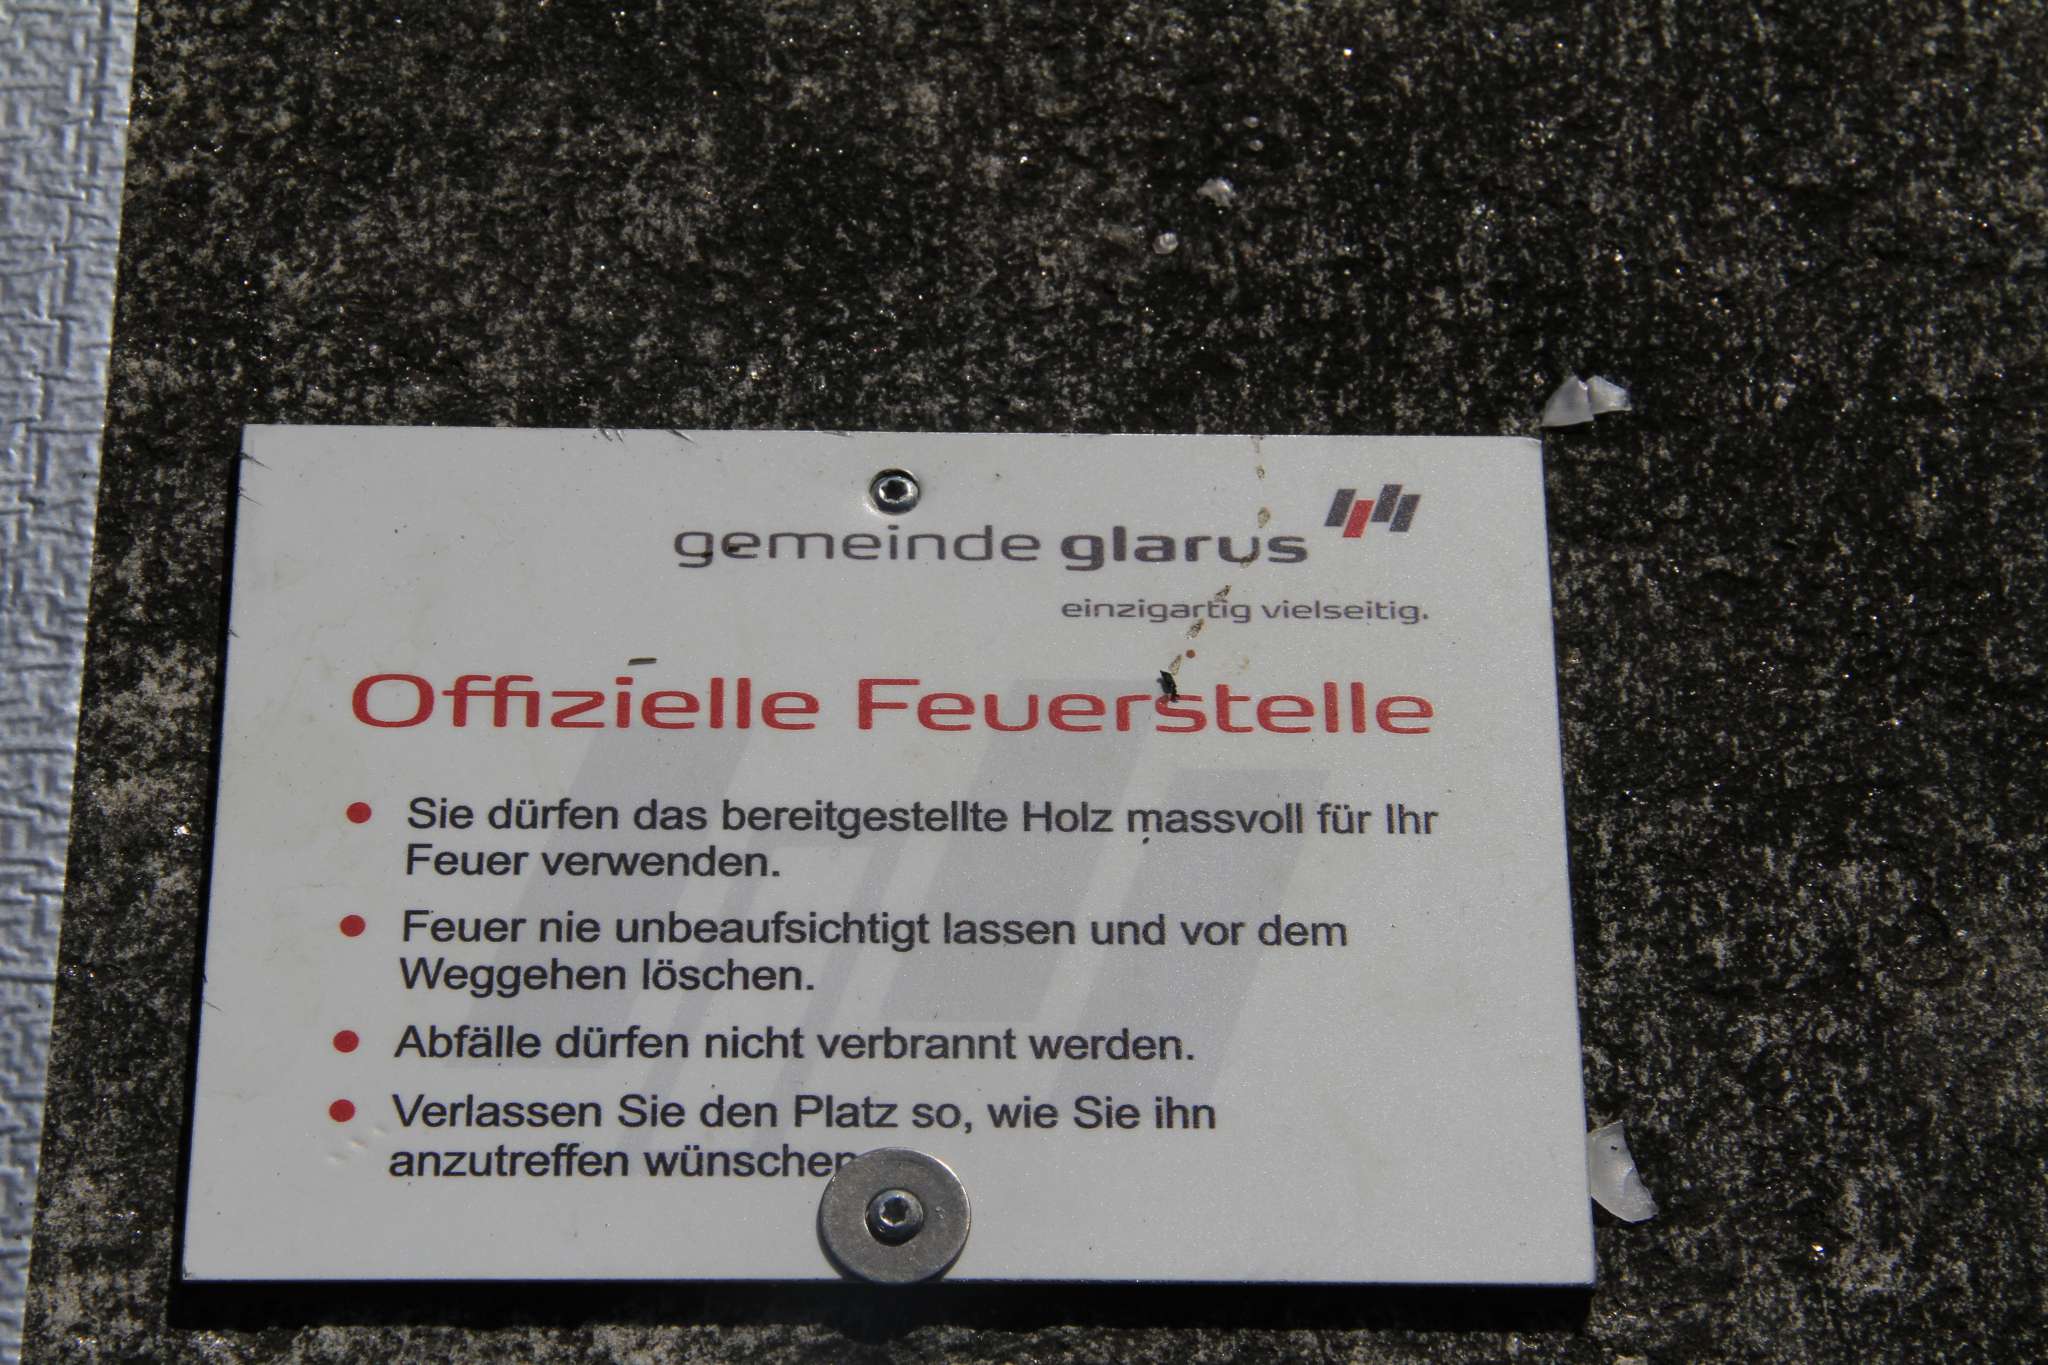 gemeinde glarus
einzigartig vielseitig.
Offizielle Feuerstelle
• Sie dürfen das bereitgestellte Holz massvoll für Ihr
Feuer verwenden.
• Feuer nie unbeaufsichtigt lassen und vor dem
Weggehen löschen.
• Abfälle dürfen nicht verbrannt werden.
• Verlassen Sie den Platz so, wie Sie ihn
anzutreffen wünschen